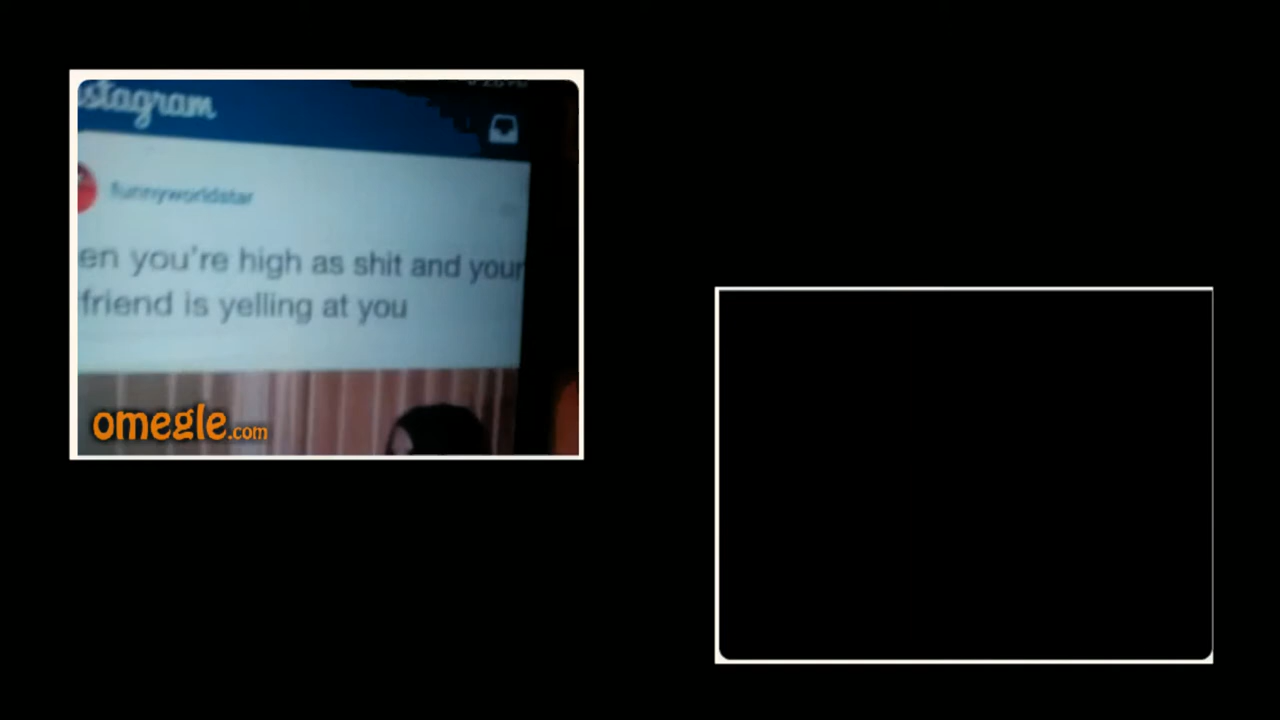 stagram
funnyworldstar
en you're high as shit and your
friend is yelling at you
omegle.com